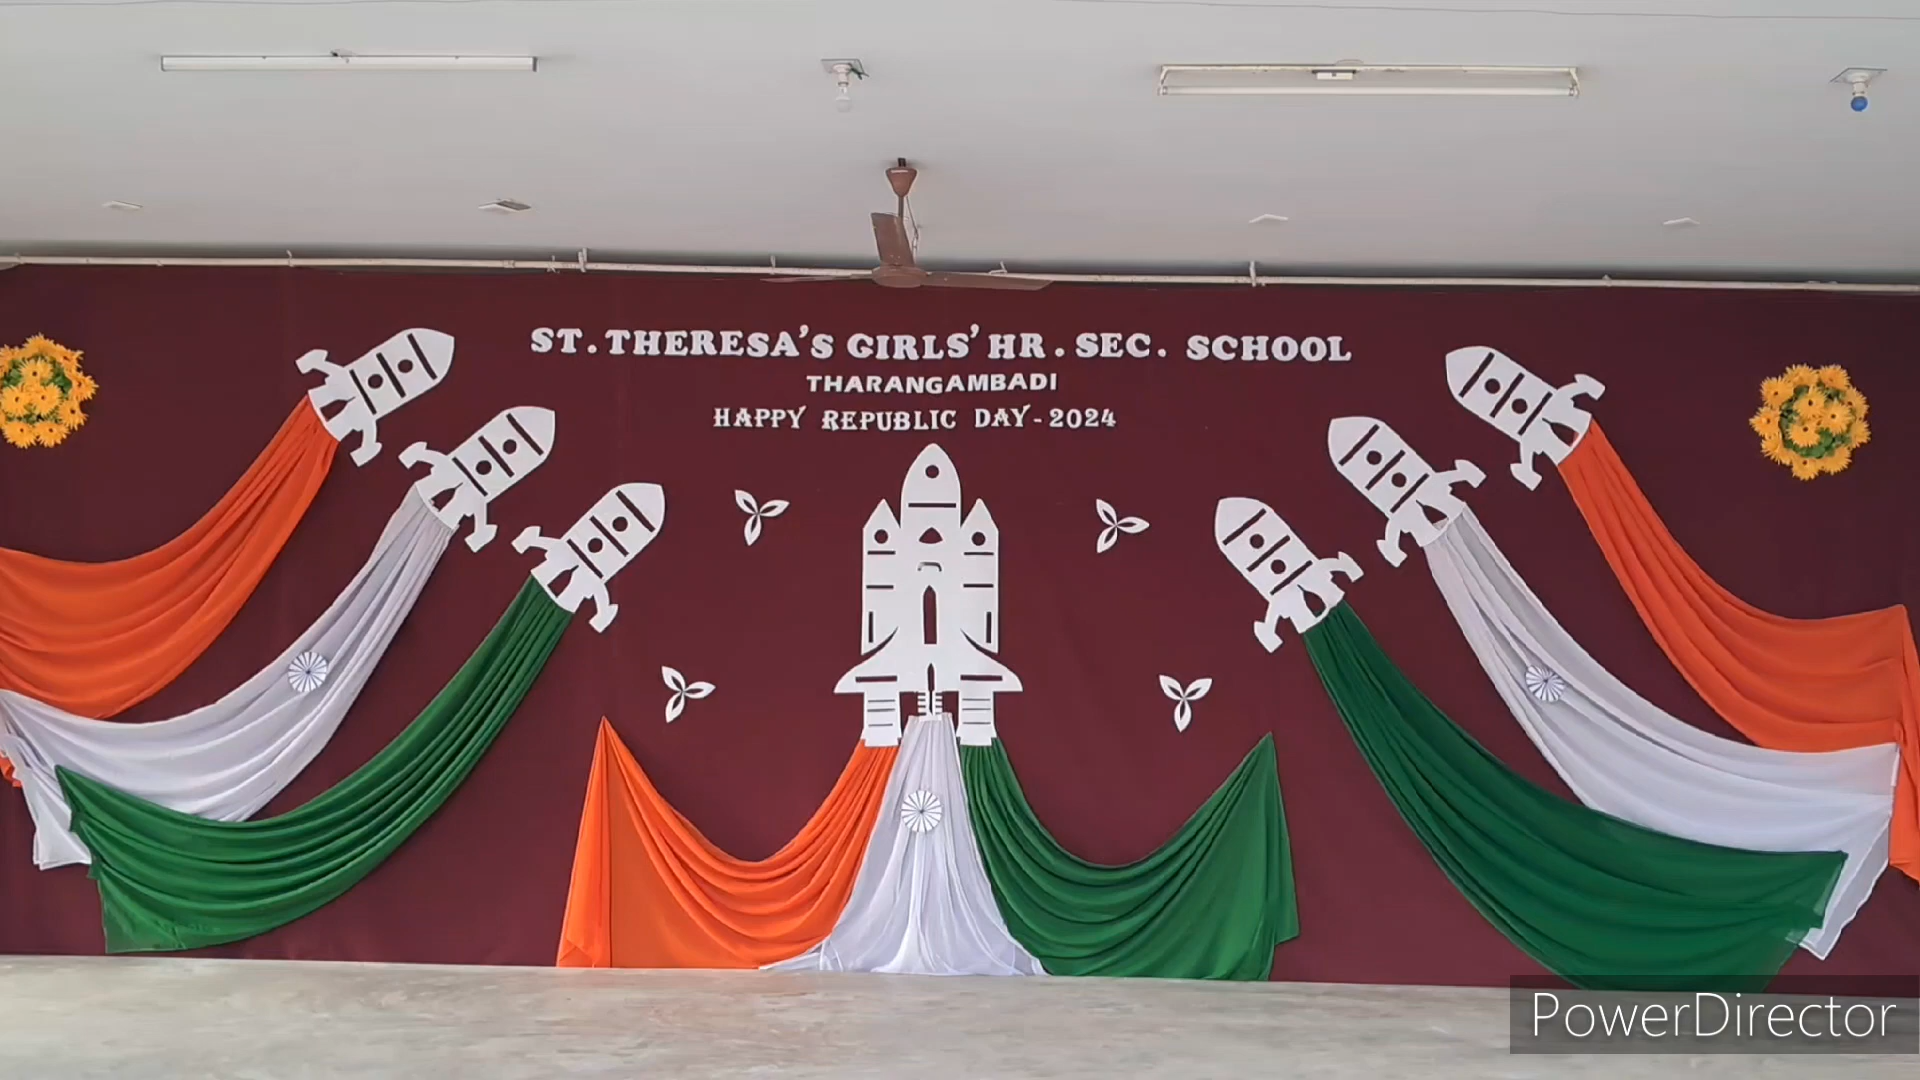 ST. THERESA'S GIRLS' HR. SEC. SCHOOL
THARANGAMBADI
HAPPY REPUBLIC DAY - 2024
PowerDirector